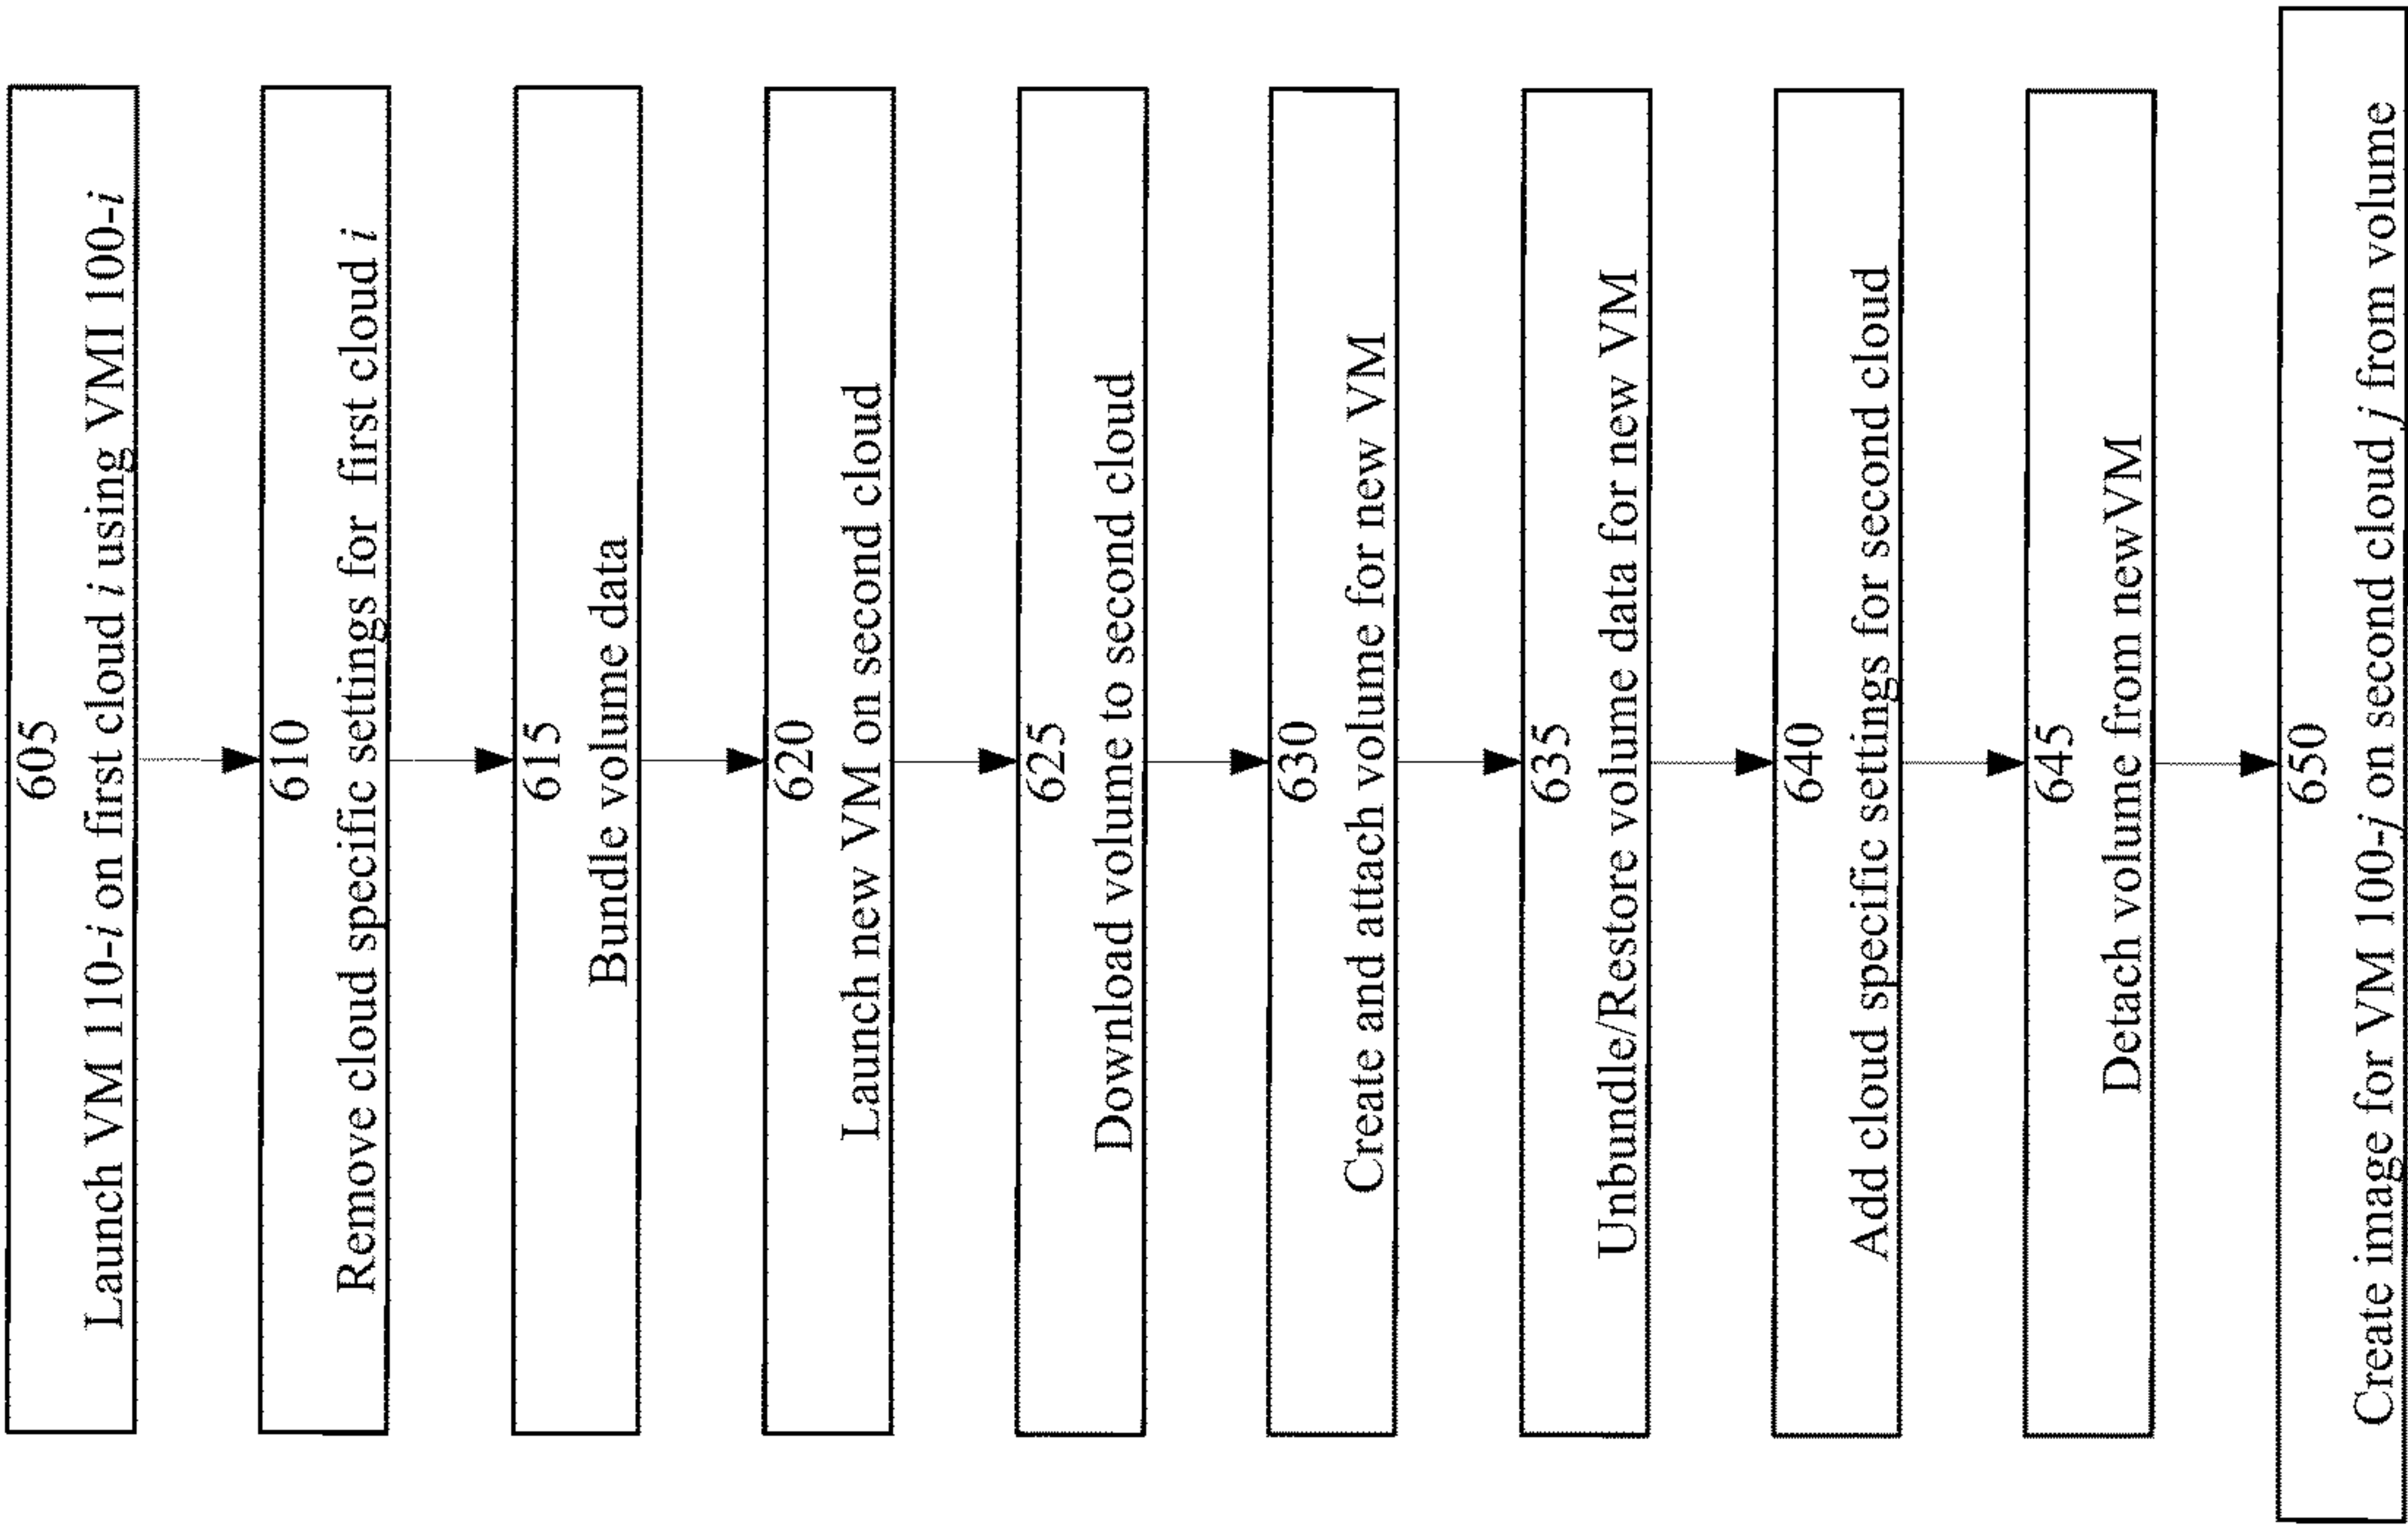 605
Launch VM 110-i on first cloud i using VMI 100-i
610
Remove cloud specific settings for first cloud i
615
Bundle volume data
620
Launch new VM on second cloud
625
Download volume to second cloud
630
Create and attach volume for new VM
635
Unbundle/Restore volume data for new VM
640
Add cloud specific settings for second cloud
645
Detach volume from newVM
650
Create image for VM 100-j on second cloud j from volume